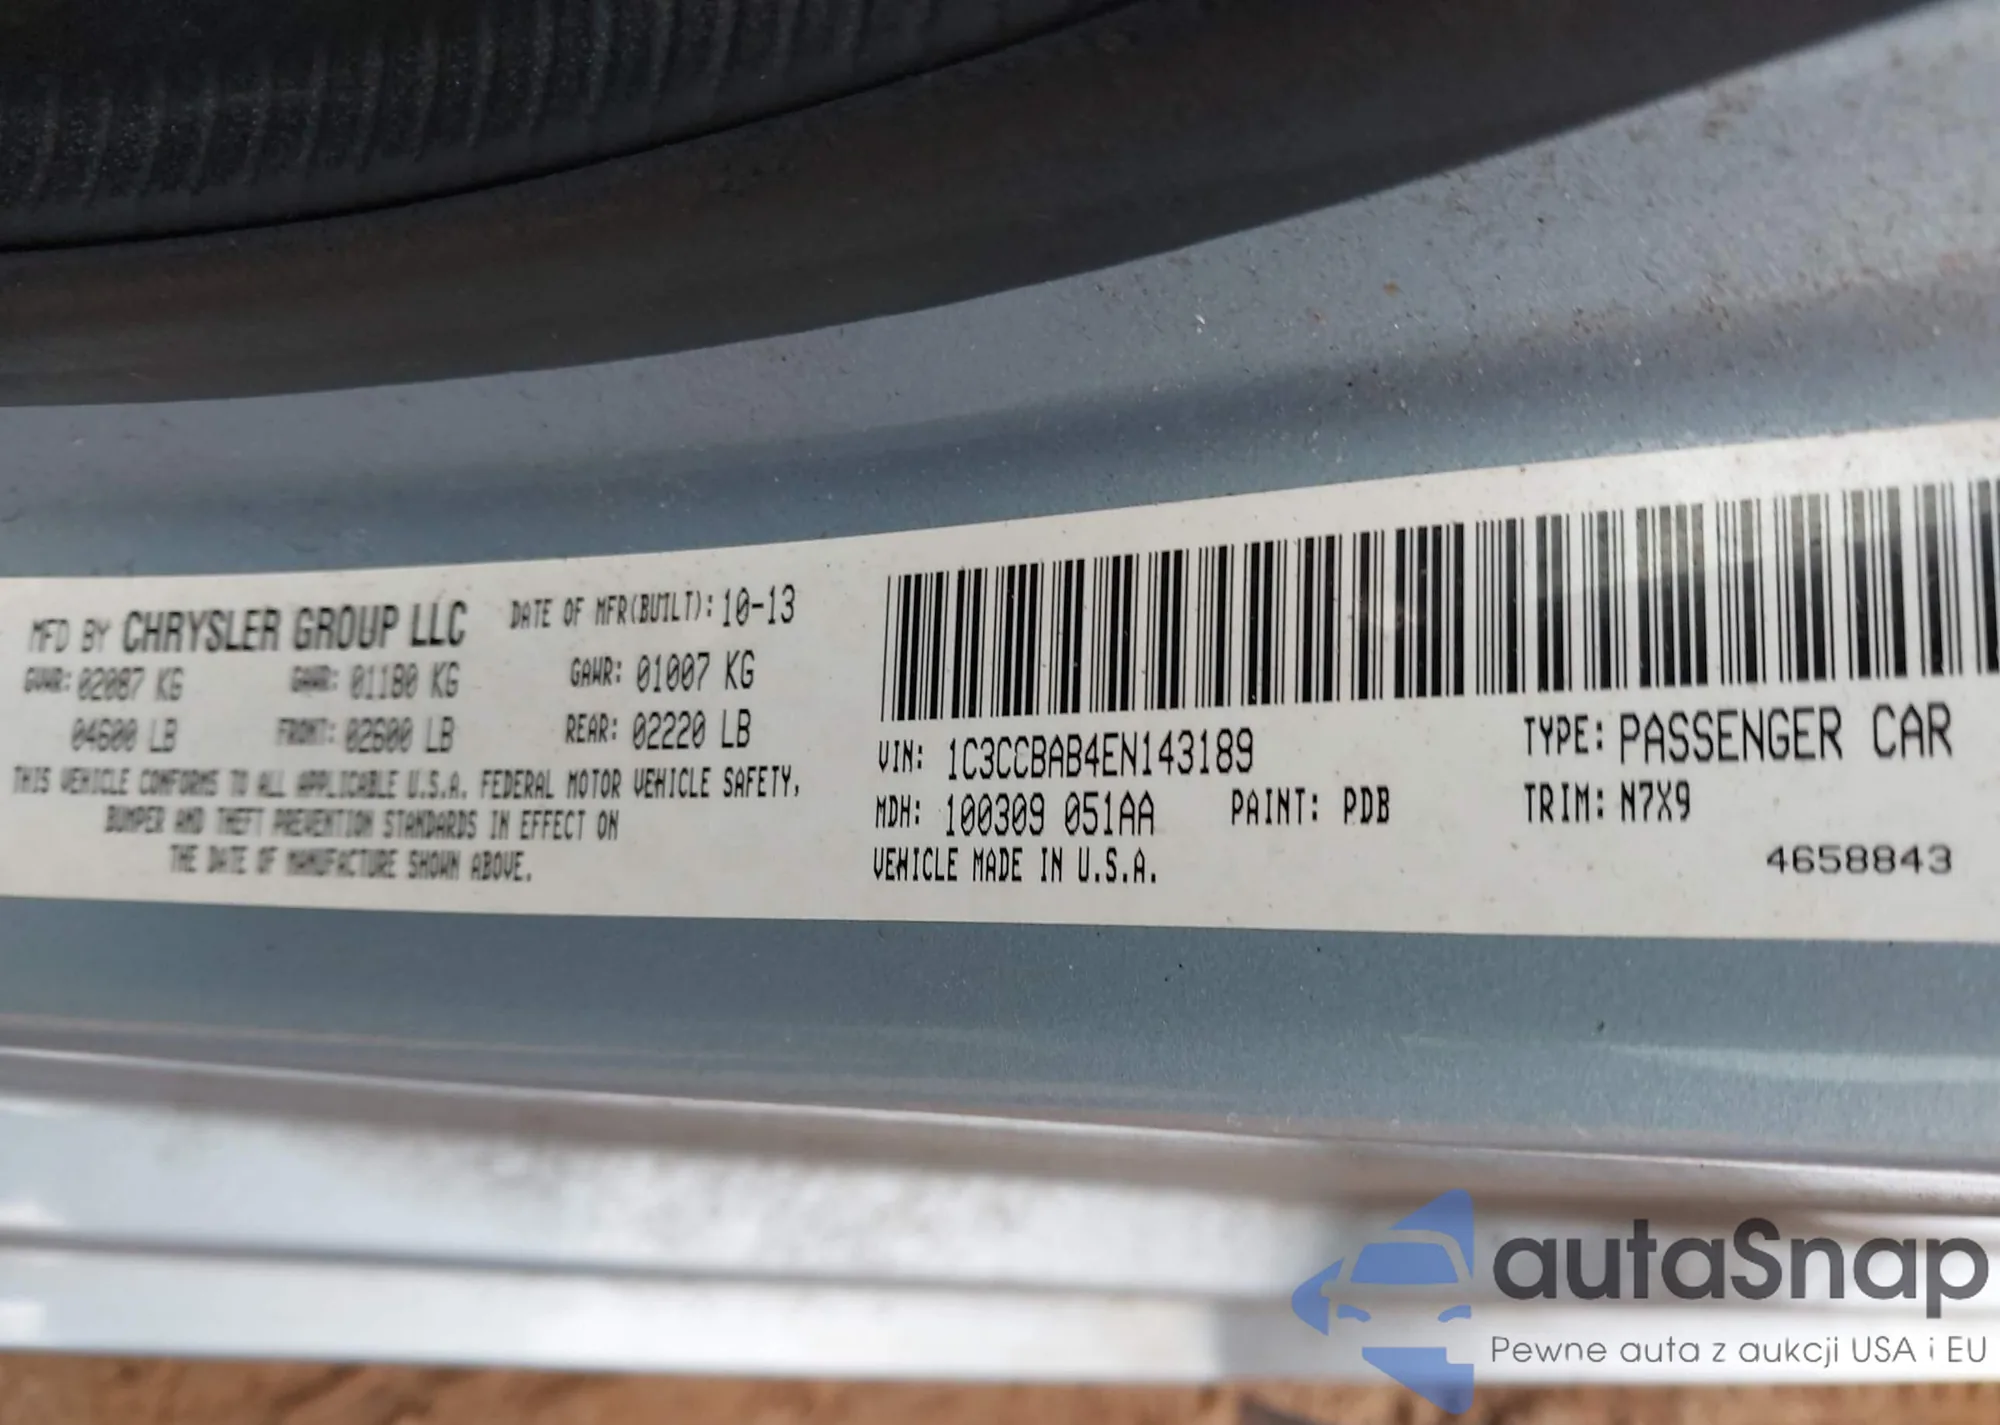 MFD BY CHRYSLER GROUP LLC DATE OF MFR(BUILT): 10-13
GVWR: 02087 KG GAWR: 01180 KG GAWR: 01007 KG
04600 LB FRONT: 02600 LB REAR: 02220 LB
THIS VEHICLE CONFORMS TO ALL APPLICABLE U.S.A. FEDERAL MOTOR VEHICLE SAFETY,
BUMPER AND THEFT PREVENTION STANDARDS IN EFFECT ON
THE DATE OF MANUFACTURE SHOWN ABOVE.
VIN: 1C3CCBAB4EN143189 TYPE: PASSENGER CAR
MDH: 100309 051AA PAINT: PDB TRIM: N7X9
VEHICLE MADE IN U.S.A. 4658843
autaSnap
Pewne auta z aukcji USA i EU